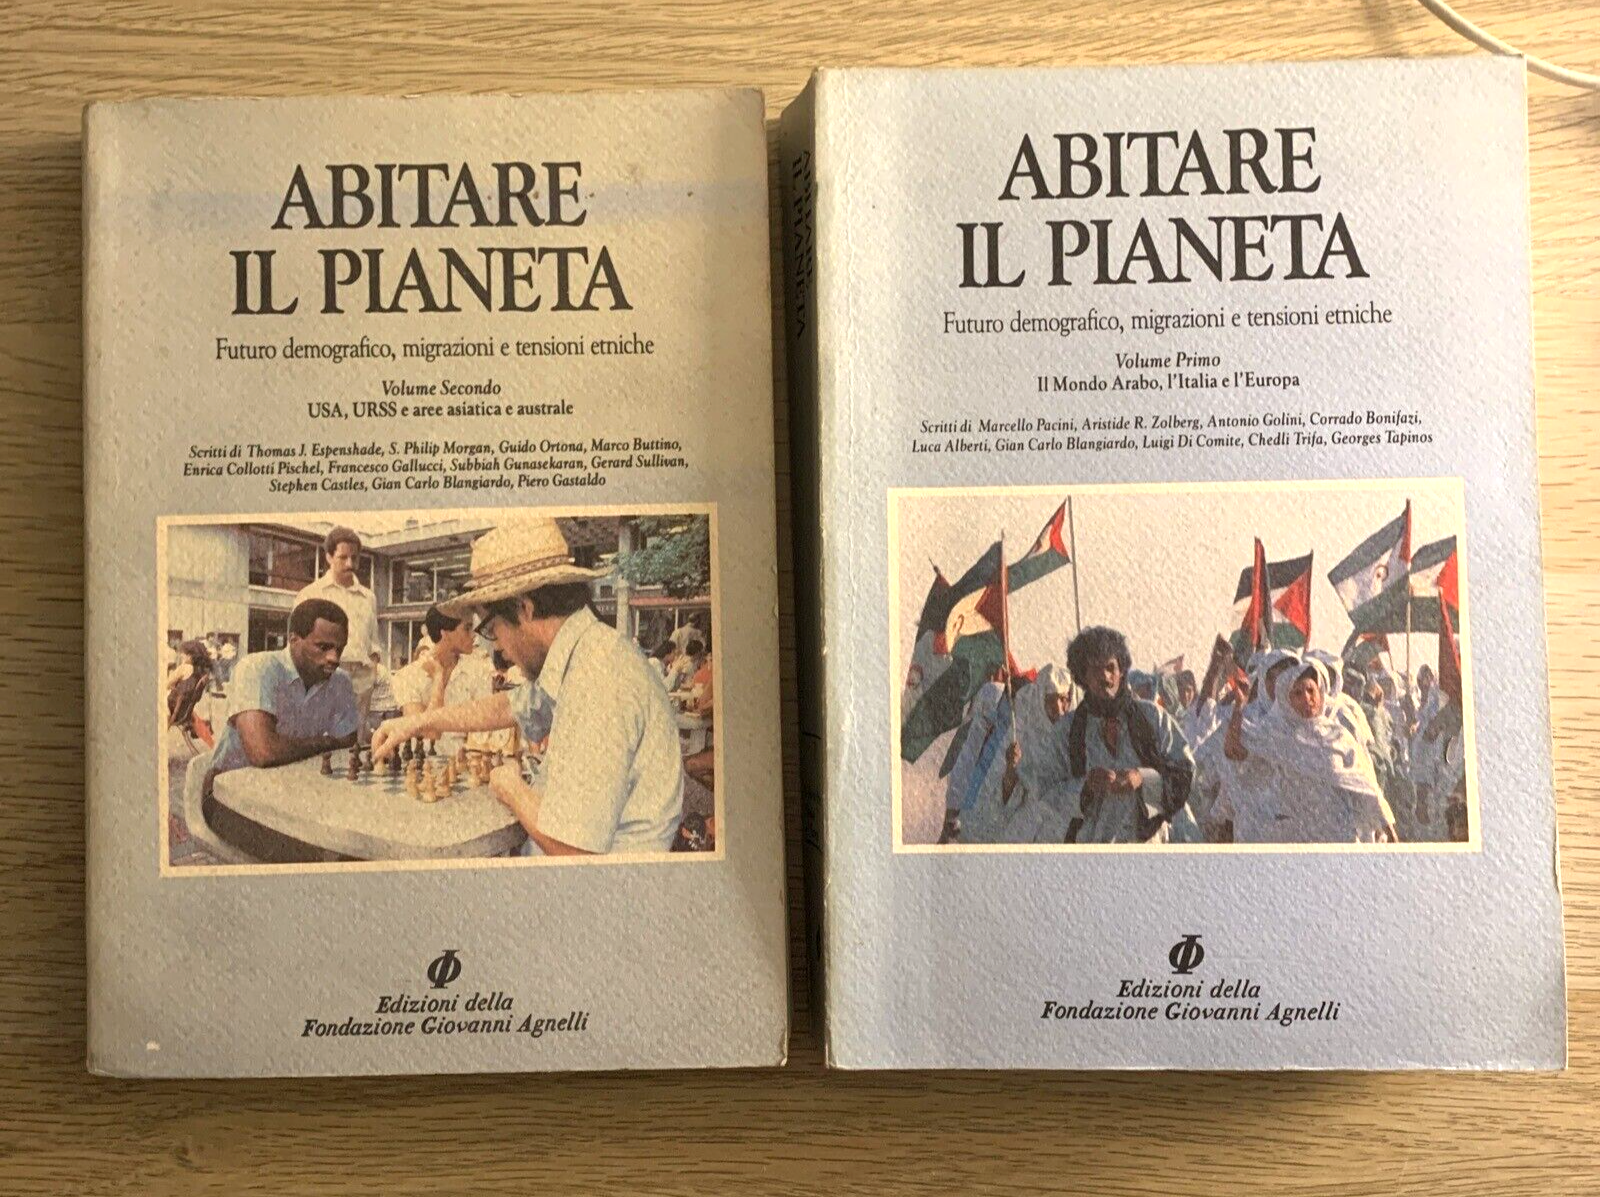 ABITARE
IL PIANETA
Futuro demografico, migrazioni e tensioni etniche
Volume Secondo
USA, URSS e aree asiatica e australe
Scritti di Thomas J. Espenshade, S. Philip Morgan, Guido Ortona, Marco Buttino,
Enrica Collotti Pischel, Francesco Gallucci, Subbiah Gunasekaran, Gerard Sullivan,
Stephen Castles, Gian Carlo Blangiardo, Piero Gastaldo
Φ
Edizioni della
Fondazione Giovanni Agnelli
ABITARE
IL PIANETA
ABITARE
IL PIANETA
Futuro demografico, migrazioni e tensioni etniche
Volume Primo
Il Mondo Arabo, l'Italia e l'Europa
Scritti di Marcello Pacini, Aristide R. Zolberg, Antonio Golini, Corrado Bonifazi,
Luca Alberti, Gian Carlo Blangiardo, Luigi Di Comite, Chedli Trifa, Georges Tapinos
Φ
Edizioni della
Fondazione Giovanni Agnelli